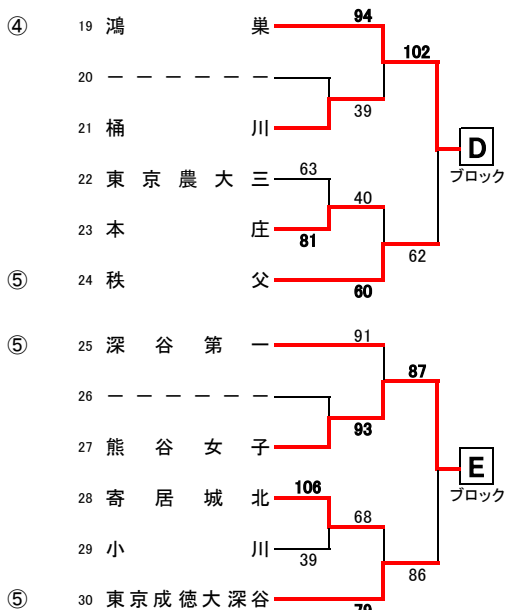 ④ 19 鴻巣 94
102
20 ーーーーーー
21 桶川 39
D
ブロック
22 東京農大三 63
40
23 本庄 81
62
⑤ 24 秩父 60
⑤ 25 深谷第一 91
87
26 ーーーーーー
27 熊谷女子 93
E
ブロック
28 寄居城北 106
68
29 小川 39
86
⑤ 30 東京成徳大深谷